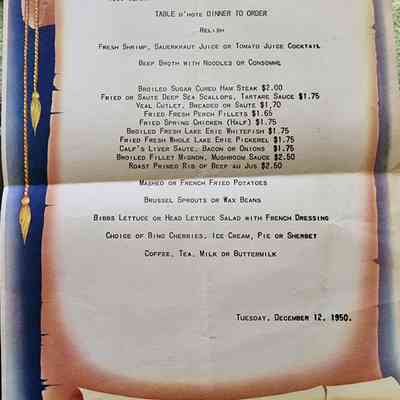 Table d'hote Dinner to Order
Relish
Fresh Shrimp, Sauerkraut Juice or Tomato Juice Cocktail
Beef Broth with Noodles or Consomme
Broiled Sugar Cured Ham Steak $2.00
Fried or Saute Deep Sea Scallops, Tartare Sauce $1.75
Veal Cutlet, Breaded or Saute $1.70
Fried Fresh Perch Fillets $1.65
Fried Spring Chicken (Half) $1.75
Broiled Fresh Lake Erie Whitefish $1.75
Fried Fresh Whole Lake Erie Pickerel $1.75
Calf's Liver Saute, Bacon or Onions $1.75
Broiled Fillet Mignon, Mushroom Sauce $2.50
Roast Primed Rib of Beef au Jus $2.50
Mashed or French Fried Potatoes
Brussel Sprouts or Wax Beans
Bibbs Lettuce or Head Lettuce Salad with French Dressing
Choice of Bing Cherries, Ice Cream, Pie or Sherbet
Coffee, Tea, Milk or Buttermilk
Tuesday, December 12, 1950.